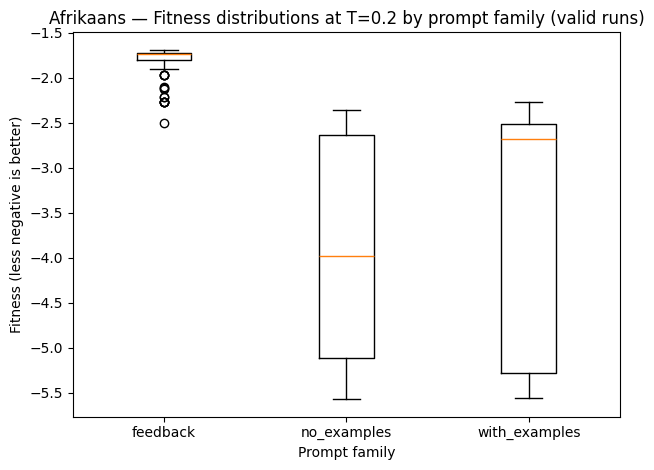 Afrikaans — Fitness distributions at T=0.2 by prompt family (valid runs)
Fitness (less negative is better)
−1.5
−2.0
−2.5
−3.0
−3.5
−4.0
−4.5
−5.0
−5.5
feedback
no_examples
with_examples
Prompt family